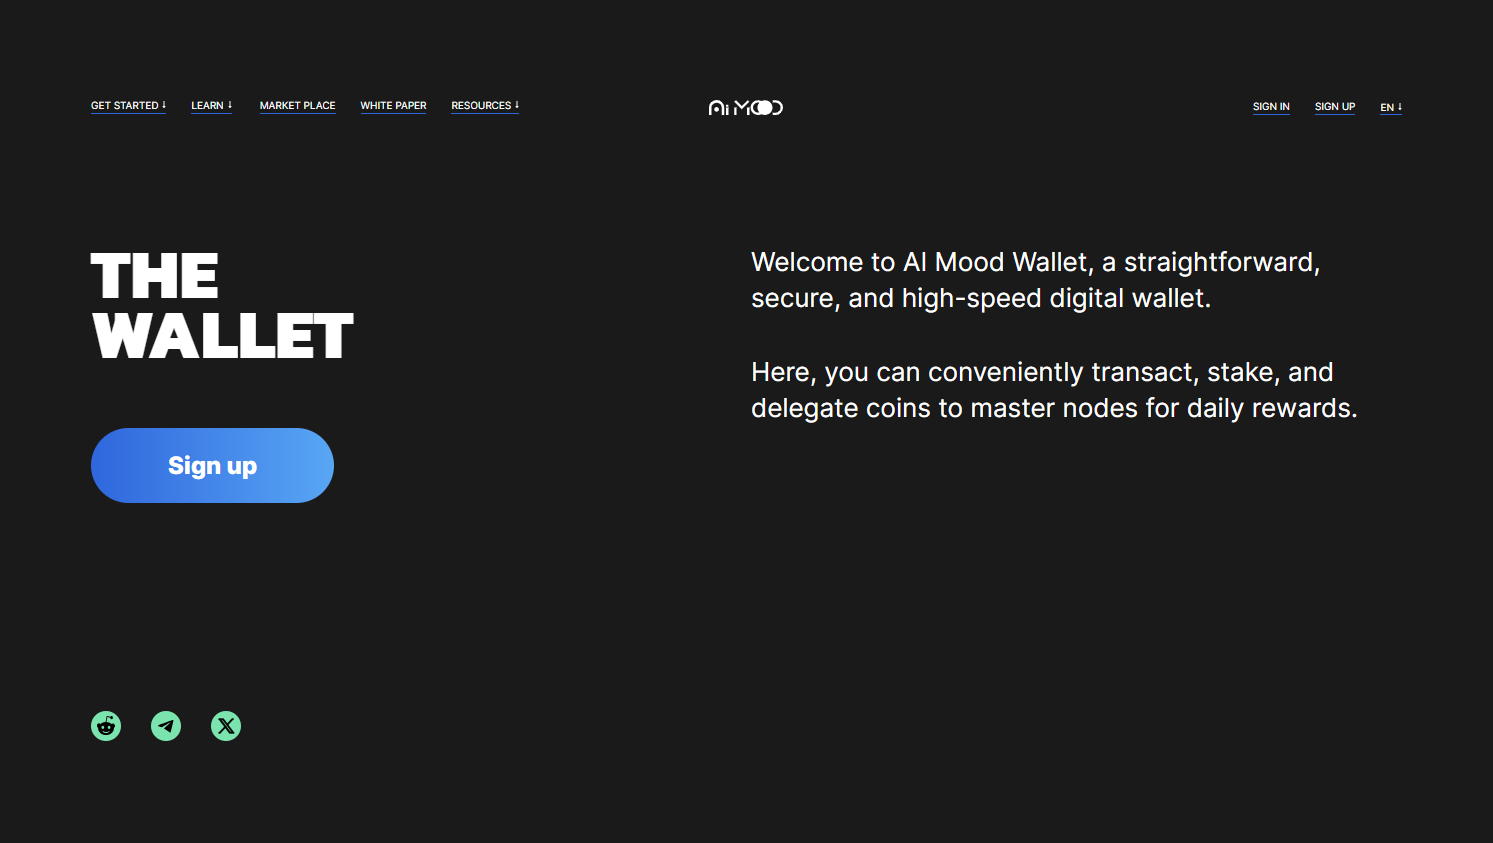 GET STARTED ↓ LEARN ↓ MARKET PLACE WHITE PAPER RESOURCES ↓ Ai MOOD SIGN IN SIGN UP EN ↓
THE
WALLET
Welcome to AI Mood Wallet, a straightforward,
secure, and high-speed digital wallet.
Here, you can conveniently transact, stake, and
delegate coins to master nodes for daily rewards.
Sign up